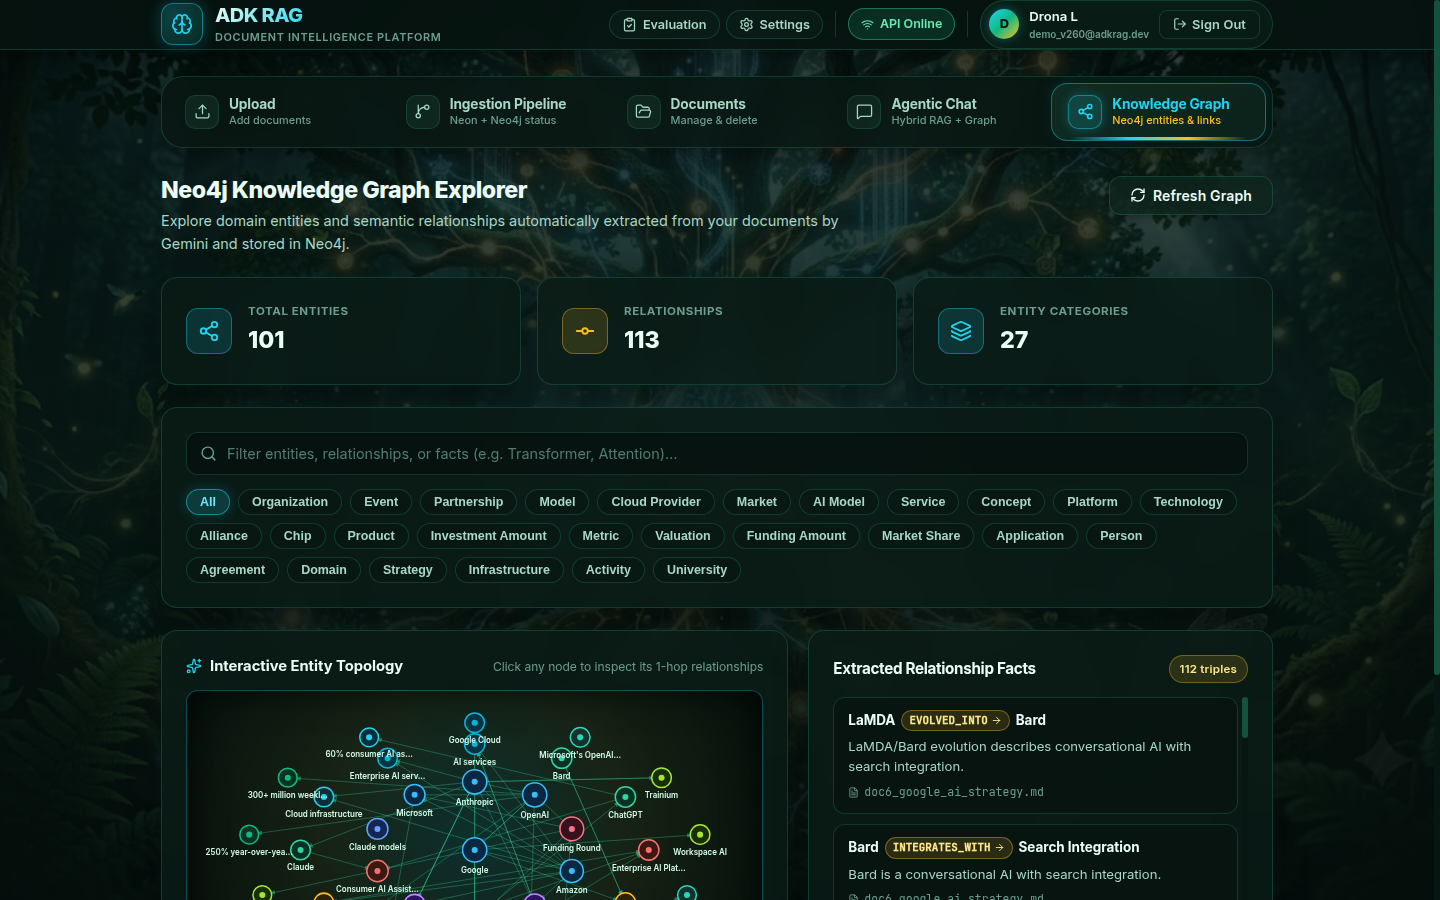 ADK RAG
DOCUMENT INTELLIGENCE PLATFORM
Evaluation
Settings
API Online
D
Drona L
demo_v260@adkrag.dev
Sign Out
Upload
Add documents
Ingestion Pipeline
Neon + Neo4j status
Documents
Manage & delete
Agentic Chat
Hybrid RAG + Graph
Knowledge Graph
Neo4j entities & links
Neo4j Knowledge Graph Explorer
Explore domain entities and semantic relationships automatically extracted from your documents by
Gemini and stored in Neo4j.
Refresh Graph
TOTAL ENTITIES
101
RELATIONSHIPS
113
ENTITY CATEGORIES
27
Filter entities, relationships, or facts (e.g. Transformer, Attention)...
All Organization Event Partnership Model Cloud Provider Market AI Model Service Concept Platform Technology
Alliance Chip Product Investment Amount Metric Valuation Funding Amount Market Share Application Person
Agreement Domain Strategy Infrastructure Activity University
Interactive Entity Topology
Click any node to inspect its 1-hop relationships
Google Cloud
60% consumer AI as...
Microsoft's OpenAI...
AI services
Enterprise AI serv...
Bard
300+ million weekl...
Anthropic
Trainium
Cloud infrastructure
Microsoft
OpenAI
ChatGPT
Claude models
Funding Round
250% year-over-yea...
Workspace AI
Claude
Google
Enterprise AI Plat...
Consumer AI Assist...
Amazon
Extracted Relationship Facts
112 triples
LaMDA EVOLVED_INTO → Bard
LaMDA/Bard evolution describes conversational AI with
search integration.
doc6_google_ai_strategy.md
Bard INTEGRATES_WITH → Search Integration
Bard is a conversational AI with search integration.
doc6_google_ai_strategy.md